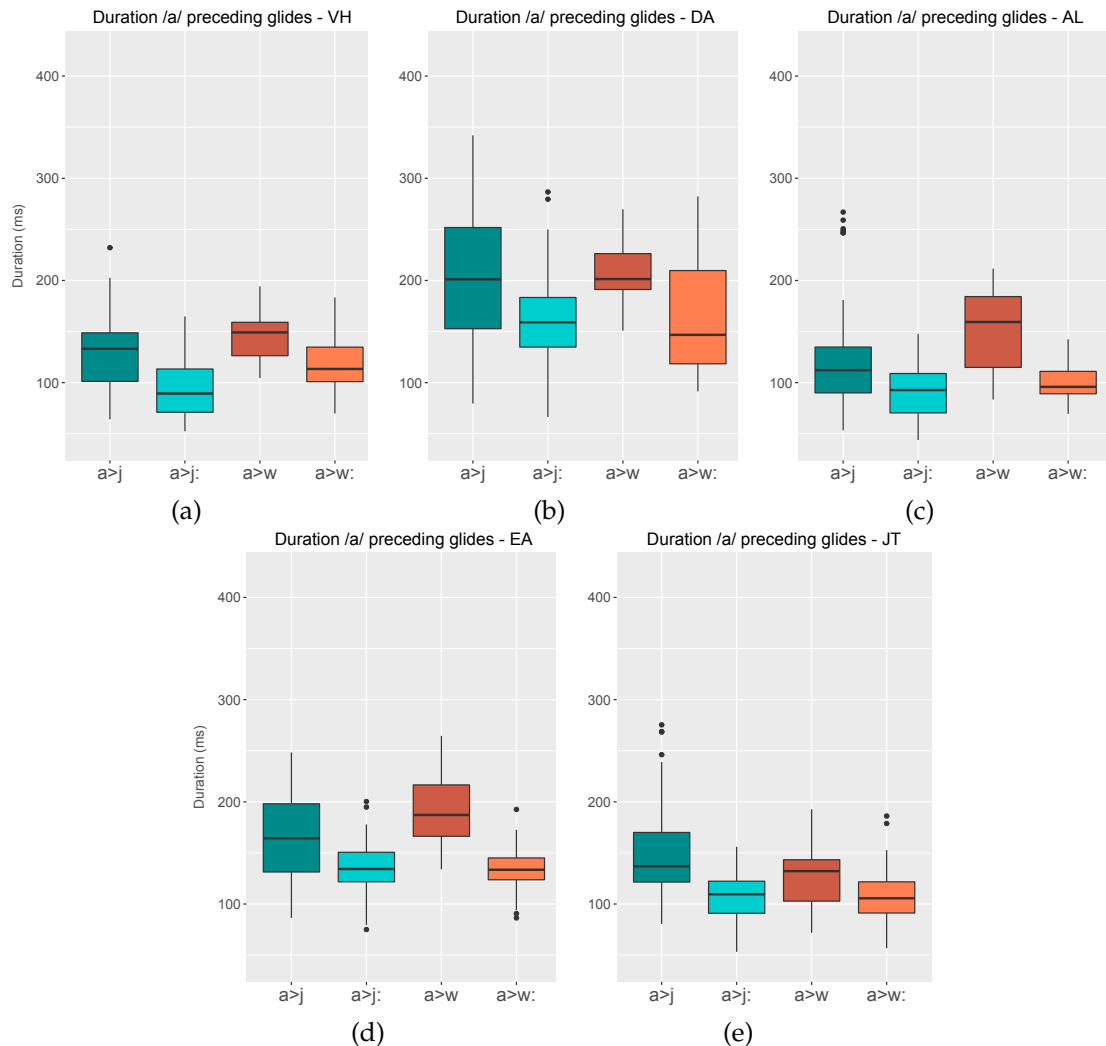 Duration /a/ preceding glides - VH
Duration /a/ preceding glides - DA
Duration /a/ preceding glides - AL
Duration (ms)
400
300
200
100
400
300
200
100
400
300
200
100
a>j a>j: a>w a>w:
a>j a>j: a>w a>w:
a>j a>j: a>w a>w:
(a)
(b)
(c)
Duration /a/ preceding glides - EA
Duration /a/ preceding glides - JT
Duration (ms)
400
300
200
100
400
300
200
100
a>j a>j: a>w a>w:
a>j a>j: a>w a>w:
(d)
(e)